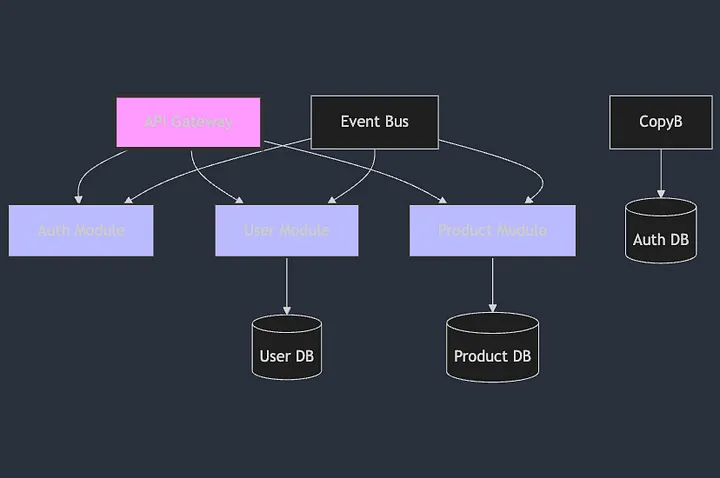 API Gateway
Event Bus
CopyB
Auth Module
User Module
Product Module
Auth DB
User DB
Product DB